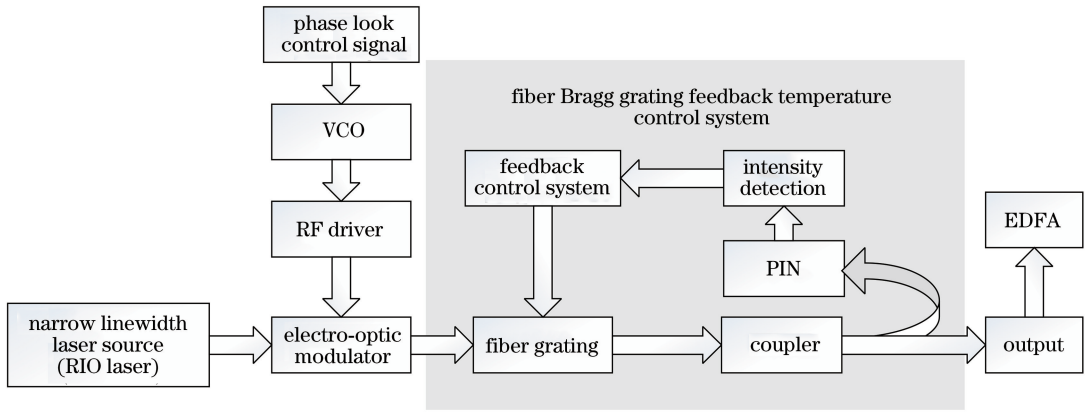 phase look
control signal
VCO
RF driver
fiber Bragg grating feedback temperature
control system
feedback
control system
intensity
detection
PIN
EDFA
narrow linewidth
laser source
(RIO laser)
electro-optic
modulator
fiber grating
coupler
output